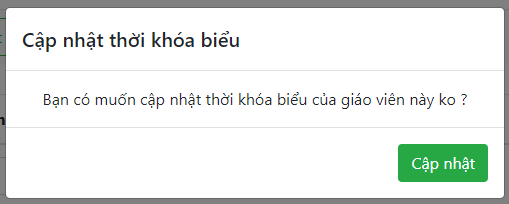 Cập nhật thời khóa biểu
Bạn có muốn cập nhật thời khóa biểu của giáo viên này ko ?
Cập nhật